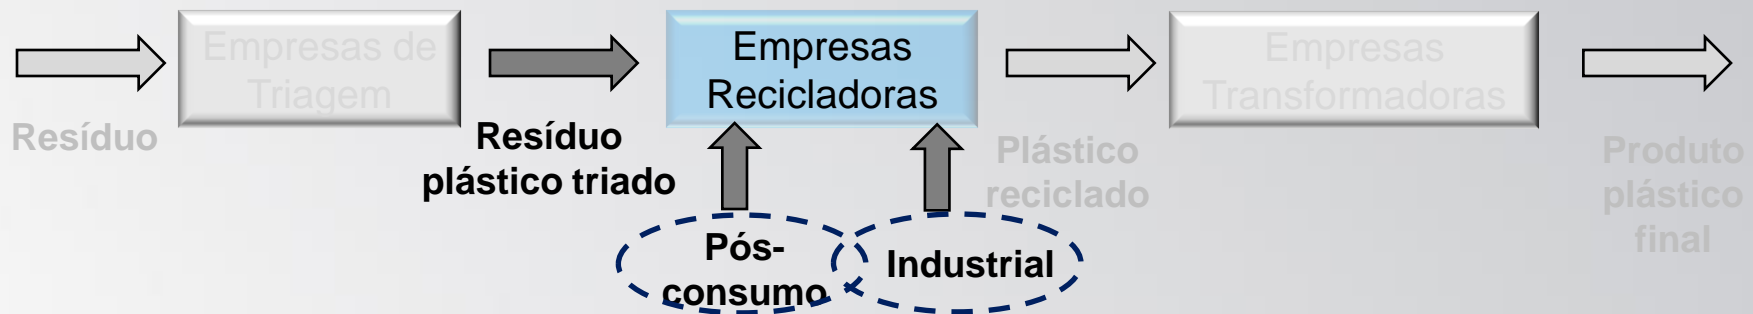 Empresas de
Triagem
Empresas
Recicladoras
Empresas
Transformadoras
Resíduo
Resíduo
plástico triado
Plástico
reciclado
Produto
plástico
final
Pós-
consumo
Industrial